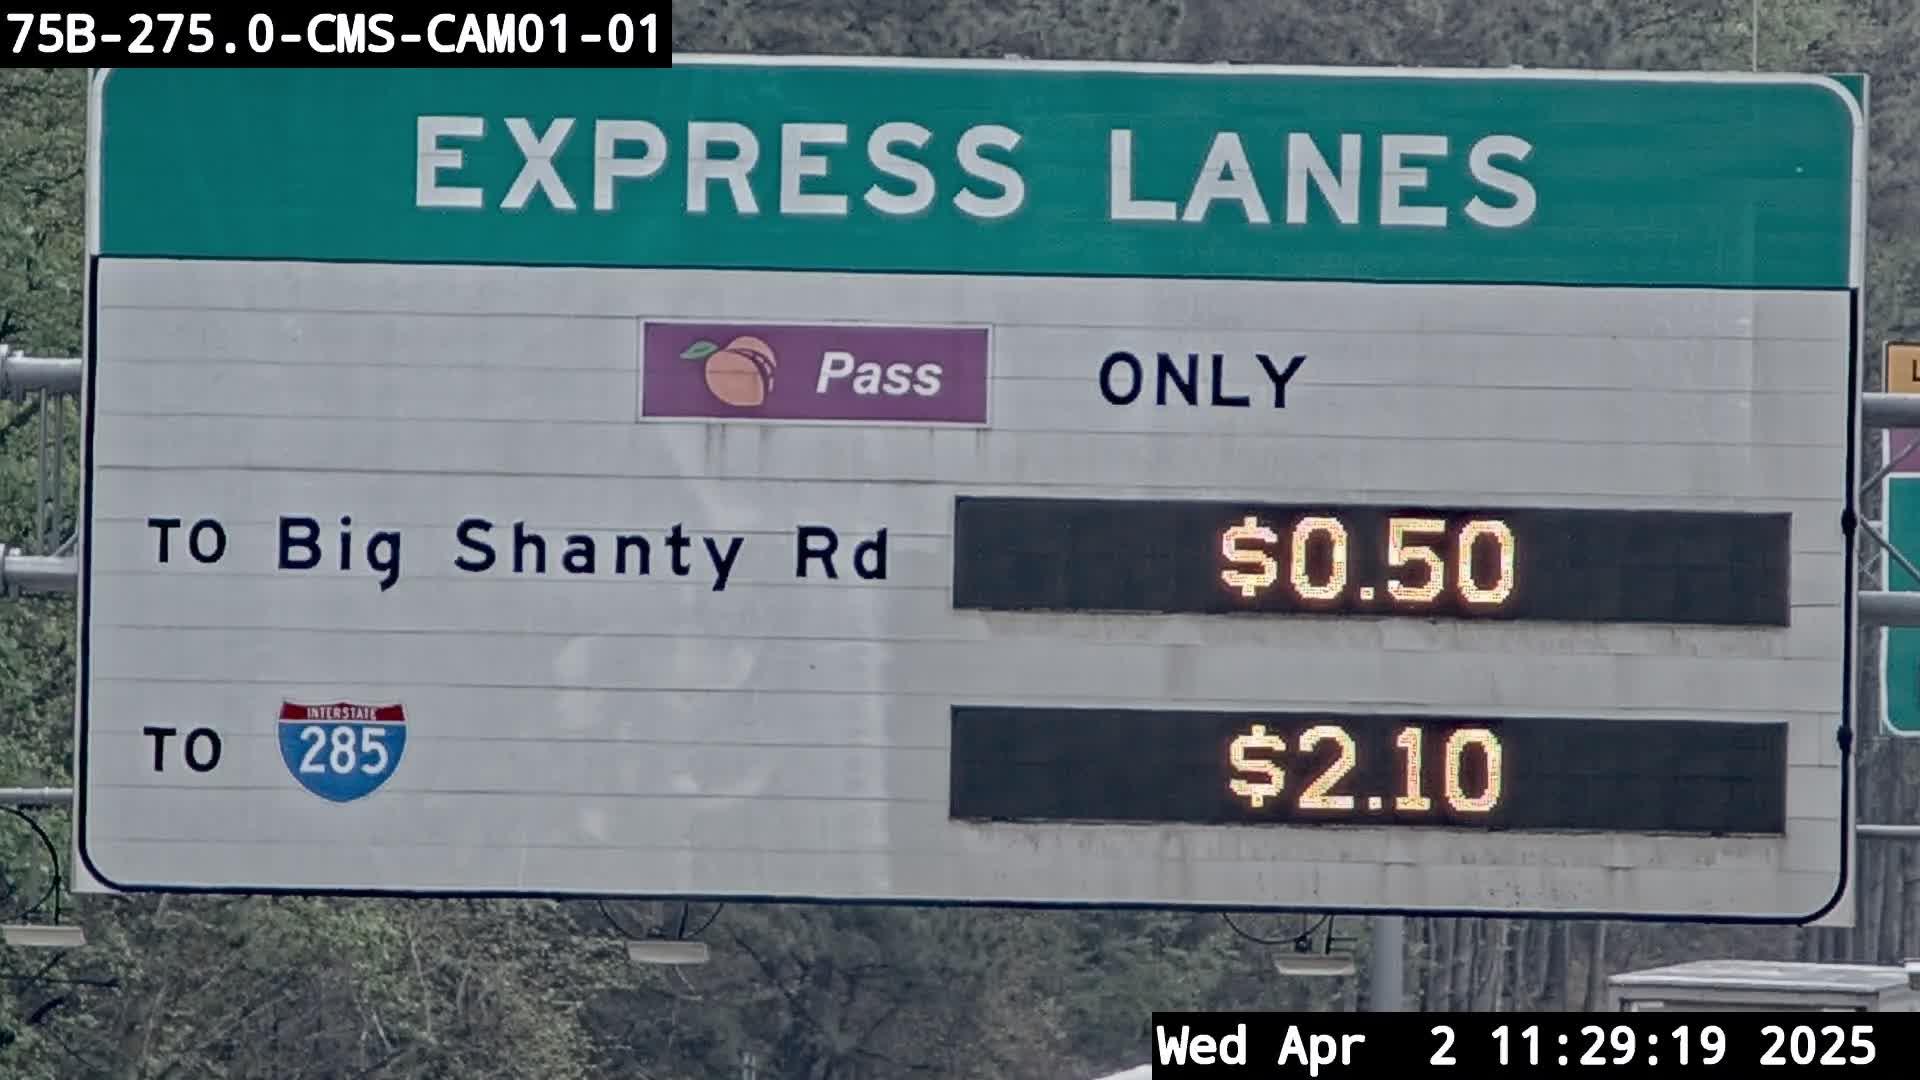 75B-275.0-CMS-CAM01-01
EXPRESS LANES
Pass ONLY
TO Big Shanty Rd $0.50
TO INTERSTATE 285 $2.10
L
Wed Apr 2 11:29:19 2025